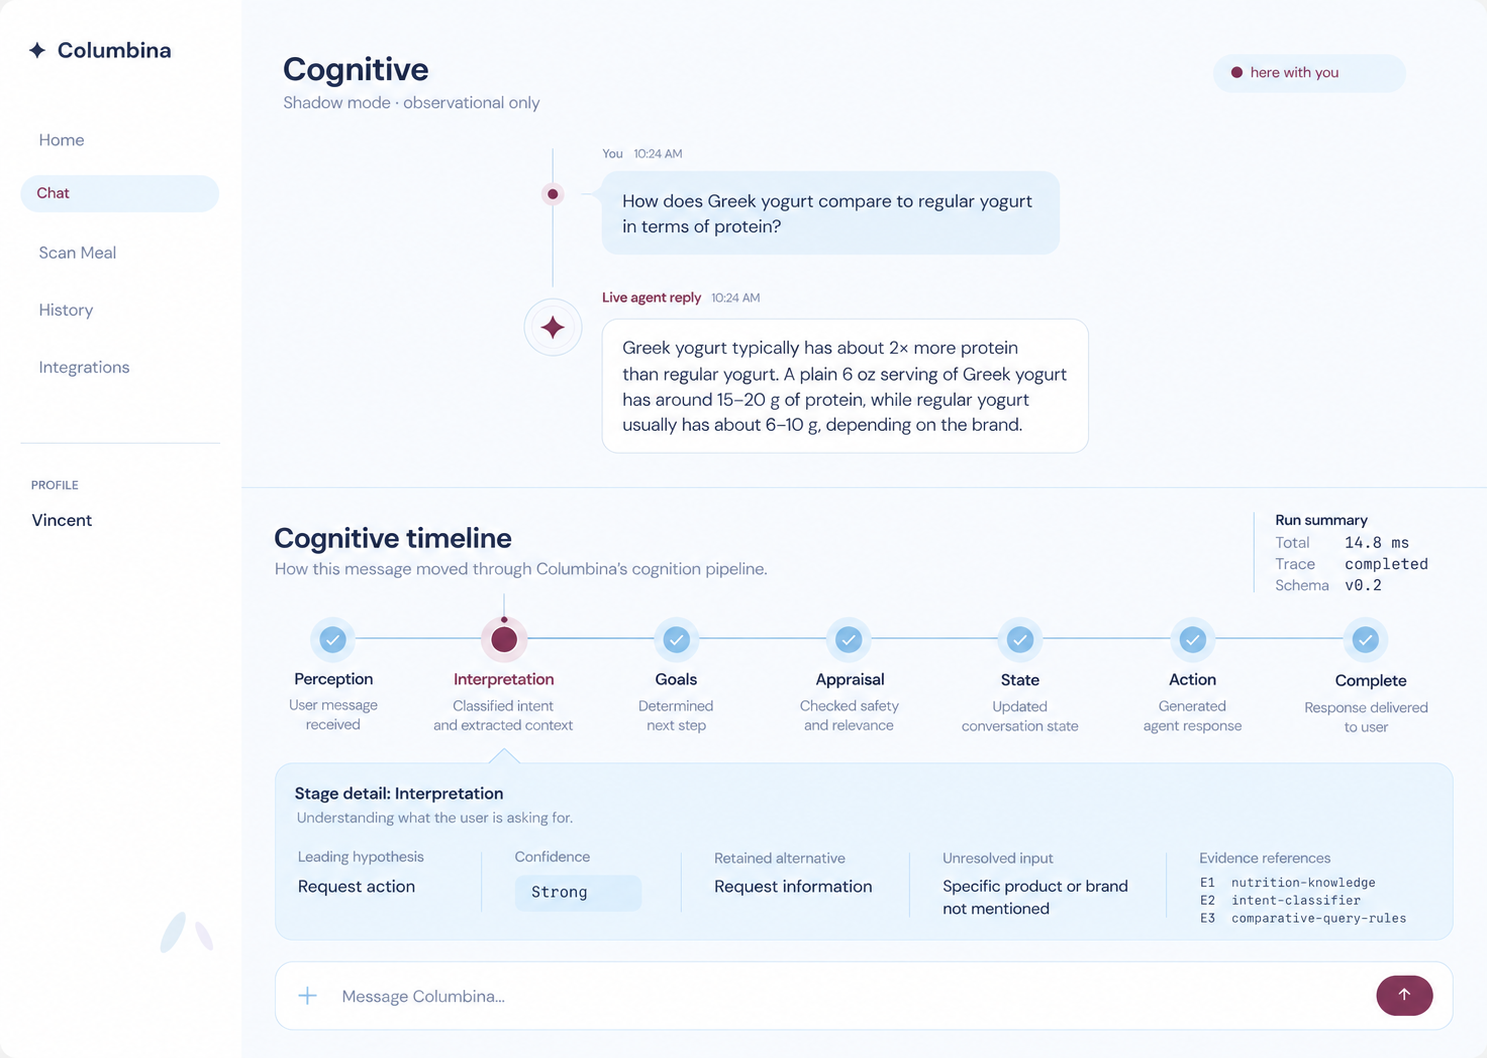 Columbina
Home
Chat
Scan Meal
History
Integrations
PROFILE
Vincent
Cognitive
Shadow mode · observational only
here with you
You 10:24 AM
How does Greek yogurt compare to regular yogurt
in terms of protein?
Live agent reply 10:24 AM
Greek yogurt typically has about 2× more protein
than regular yogurt. A plain 6 oz serving of Greek yogurt
has around 15–20 g of protein, while regular yogurt
usually has about 6–10 g, depending on the brand.
Cognitive timeline
How this message moved through Columbina's cognition pipeline.
Run summary
Total 14.8 ms
Trace completed
Schema v0.2
Perception
User message
received
Interpretation
Classified intent
and extracted context
Goals
Determined
next step
Appraisal
Checked safety
and relevance
State
Updated
conversation state
Action
Generated
agent response
Complete
Response delivered
to user
Stage detail: Interpretation
Understanding what the user is asking for.
Leading hypothesis
Request action
Confidence
Strong
Retained alternative
Request information
Unresolved input
Specific product or brand
not mentioned
Evidence references
E1 nutrition-knowledge
E2 intent-classifier
E3 comparative-query-rules
Message Columbina...